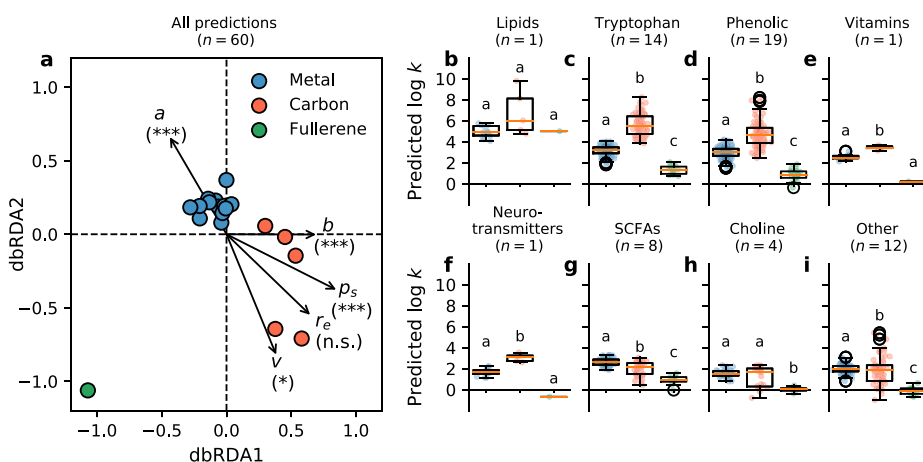 All predictions
(n = 60)
a
1.0
0.5
0.0
−0.5
−1.0
dbRDA2
Metal
Carbon
Fullerene
a
(***)
b
(***)
ps
(***)
re
(n.s.)
v
(*)
−1.0
−0.5
0.0
0.5
1.0
dbRDA1
Lipids
(n = 1)
b
Predicted log k
10
8
6
4
2
0
a
a
a
Tryptophan
(n = 14)
c
a
b
c
Phenolic
(n = 19)
d
a
b
c
Vitamins
(n = 1)
e
a
b
a
Neuro-
transmitters
(n = 1)
f
Predicted log k
10
8
6
4
2
0
a
b
a
SCFAs
(n = 8)
g
a
b
c
Choline
(n = 4)
h
a
a
b
Other
(n = 12)
i
a
b
c